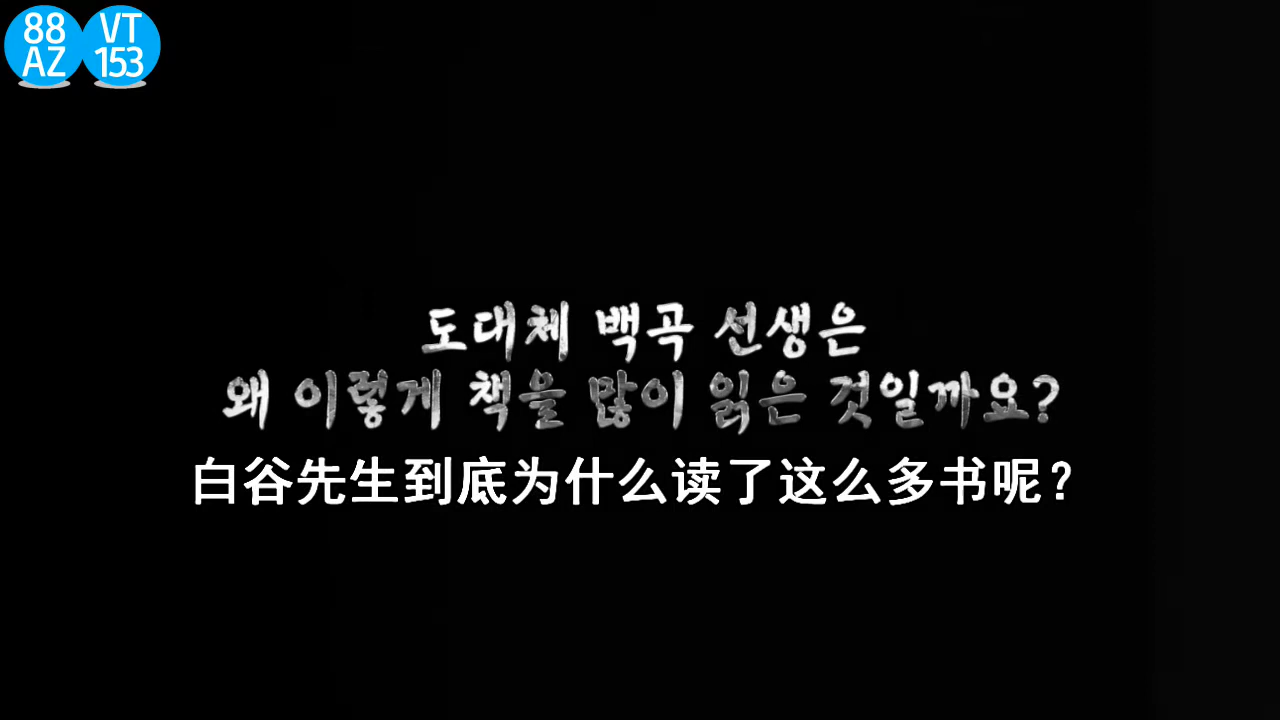 88
AZ
VT
153
도대체 백곡 선생은
왜 이렇게 책을 많이 읽은 것일까요?
白谷先生到底为什么读了这么多书呢？